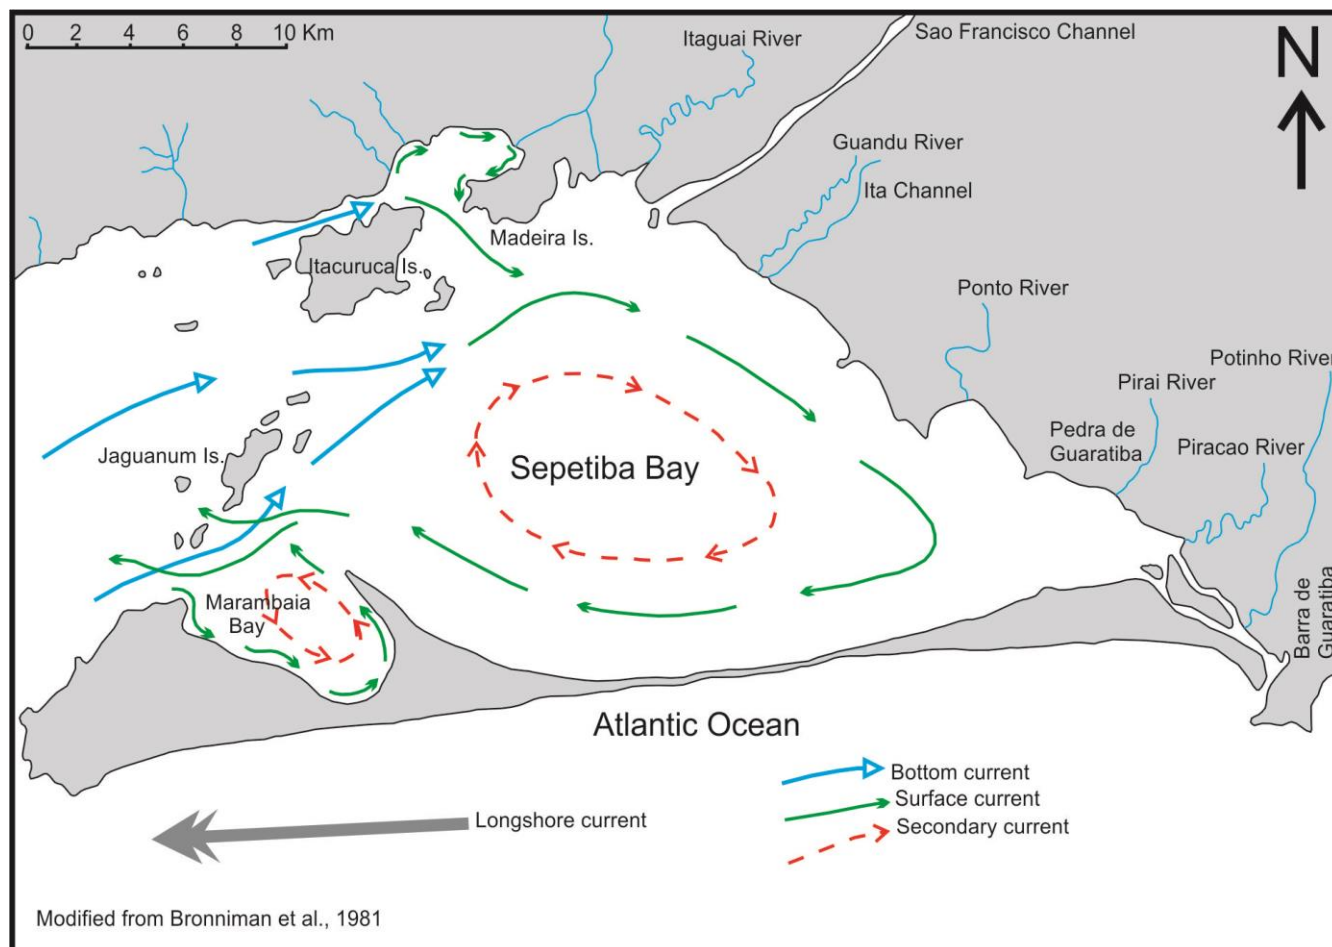 0 2 4 6 8 10 Km
Itaguai River
Sao Francisco Channel
N
Guandu River
Ita Channel
Madeira Is.
Itacuruca Is.
Ponto River
Potinho River
Pirai River
Pedra de
Guaratiba
Piracao River
Jaguanum Is.
Sepetiba Bay
Marambaia
Bay
Barra de
Guaratiba
Atlantic Ocean
Bottom current
Surface current
Secondary current
Longshore current
Modified from Bronniman et al., 1981